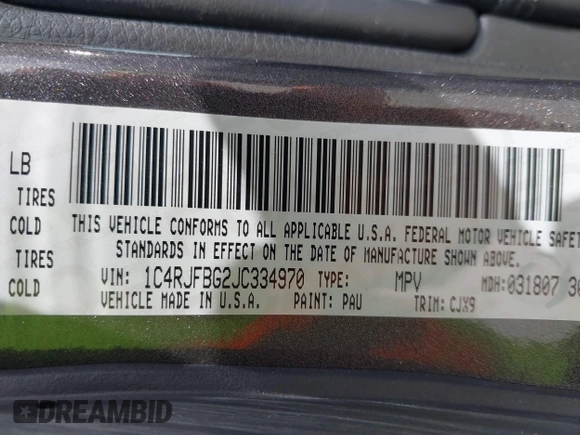 LB
TIRES
COLD
TIRES
COLD
THIS VEHICLE CONFORMS TO ALL APPLICABLE U.S.A. FEDERAL MOTOR VEHICLE SAFET
STANDARDS IN EFFECT ON THE DATE OF MANUFACTURE SHOWN ABOVE.
VIN: 1C4RJFBG2JC334970 TYPE: MPV MDH:031807 30
VEHICLE MADE IN U.S.A. PAINT: PAU TRIM: CJX9
DREAMBID